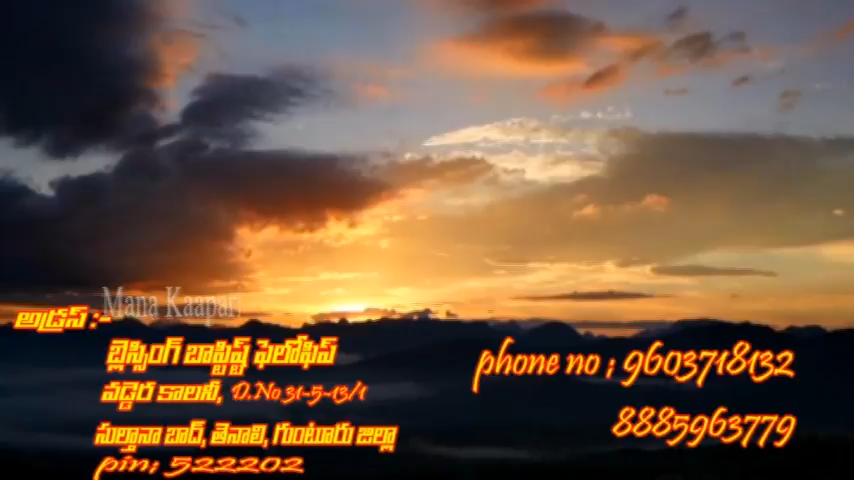 Mana Kaapari
అడ్రస్ :-
బ్లెస్సింగ్ బాప్టిష్ట్ ఫెలోషిప్
వడ్డెర కాలనీ, D.No 31-5-13/1
సుల్తానా బాద్, తెనాలి, గుంటూరు జిల్లా
pin; 522202
phone no ; 9603718132
8885963779